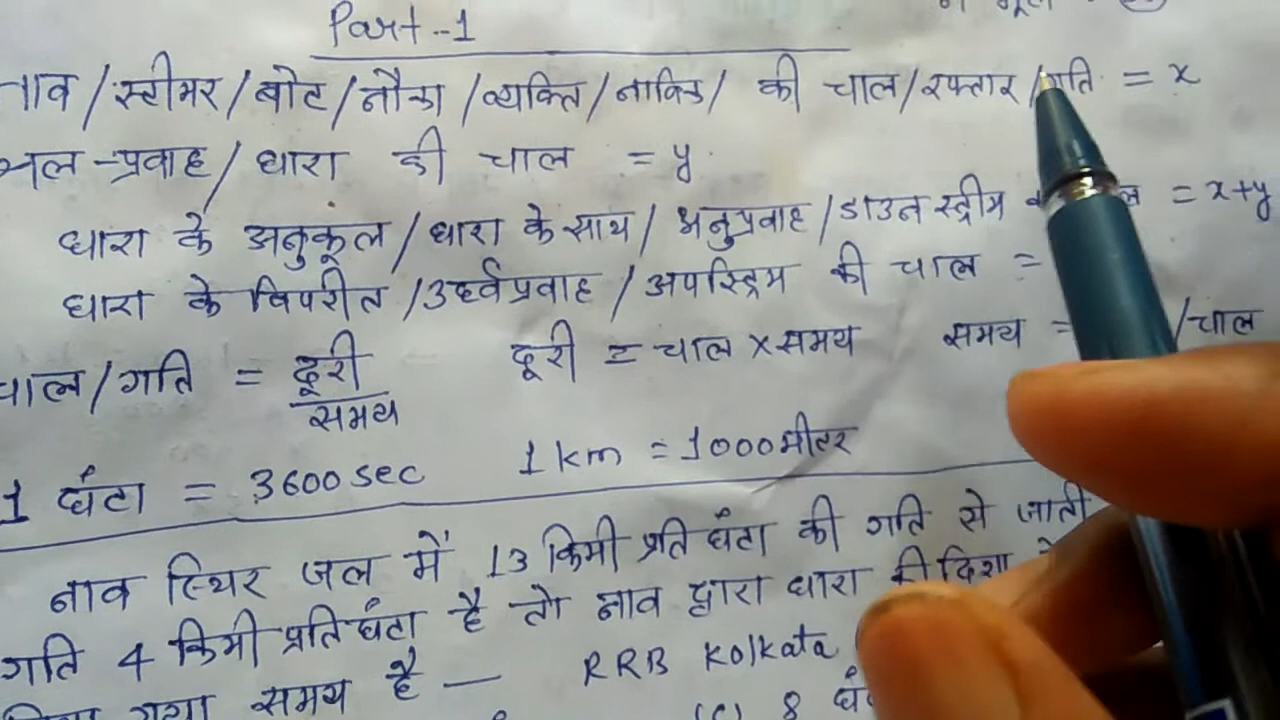 Part-1
नाव/स्टीमर/बोट/नौका/व्यक्ति/नाविक/ की चाल/रफ्तार/गति = x
जल-प्रवाह/धारा की चाल = y
धारा के अनुकूल/धारा के साथ/अनुप्रवाह/डाउनस्ट्रीम = x+y
धारा के विपरीत/उर्ध्वप्रवाह/अपस्ट्रिम की चाल =
चाल/गति = दूरी/समय दूरी = चाल × समय समय = /चाल
1 घंटा = 3600 sec 1 km = 1000 मीटर
नाव स्थिर जल में 13 किमी प्रति घंटा की गति से जाती
गति 4 किमी प्रति घंटा है तो नाव द्वारा धारा की दिशा
गया समय है — RRB Kolkata
(c) 8